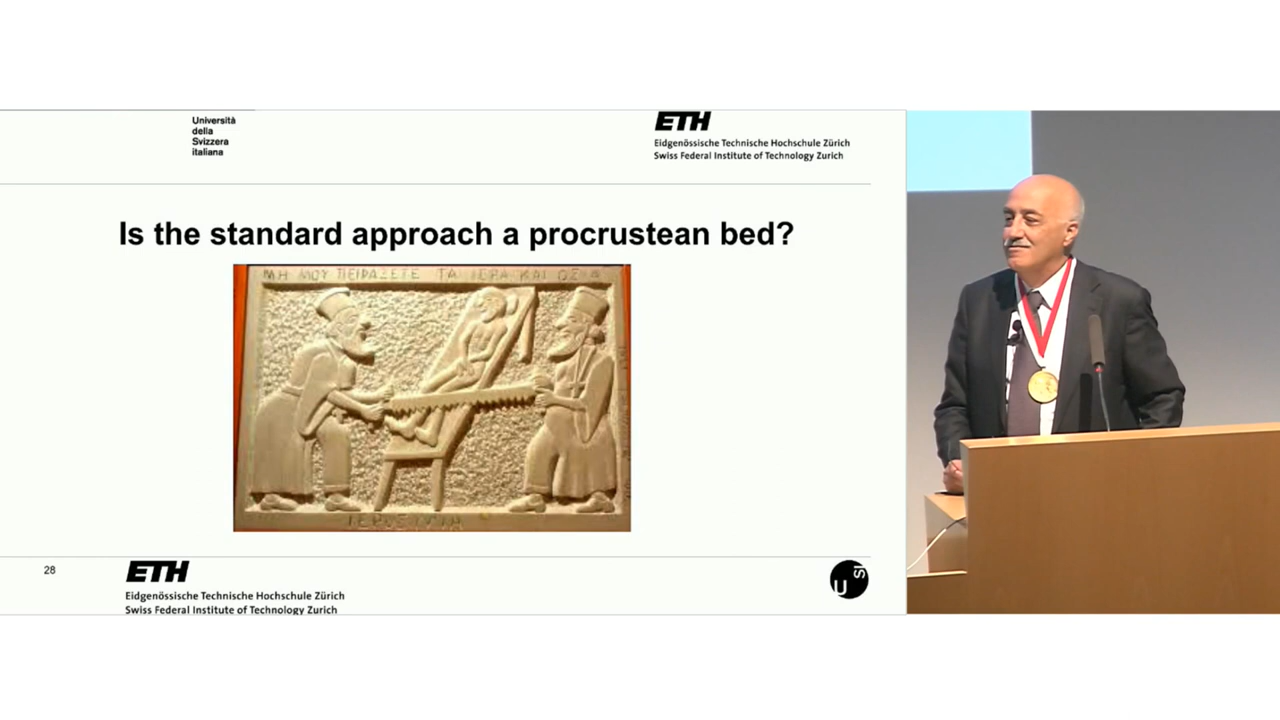 Università
della
Svizzera
italiana
ETH
Eidgenössische Technische Hochschule Zürich
Swiss Federal Institute of Technology Zurich
Is the standard approach a procrustean bed?
ΜΗ ΜΟΥ ΠΕΙΡΑΞΕΤΕ ΤΑ ΙΕΡΑ ΚΑΙ
28
ETH
Eidgenössische Technische Hochschule Zürich
Swiss Federal Institute of Technology Zurich
USI